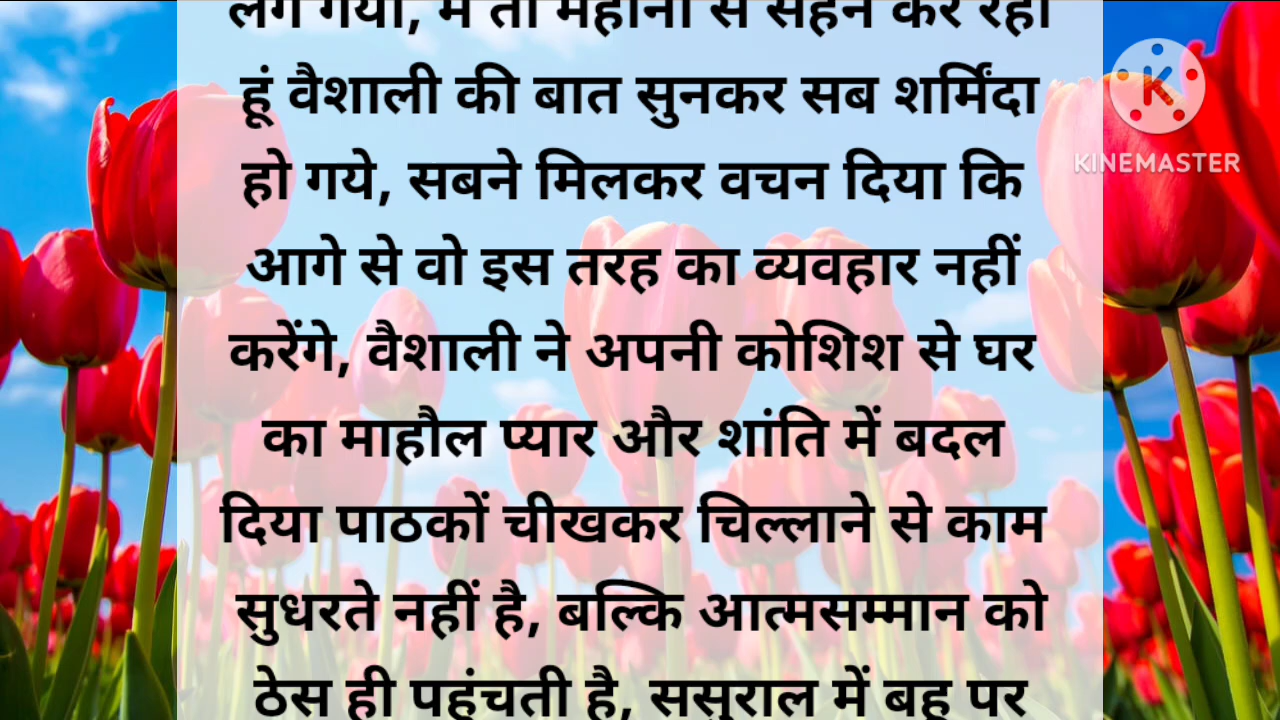 लग गया, मैं तो महीनों से सहन कर रही
हूं वैशाली की बात सुनकर सब शर्मिंदा
हो गये, सबने मिलकर वचन दिया कि
आगे से वो इस तरह का व्यवहार नहीं
करेंगे, वैशाली ने अपनी कोशिश से घर
का माहौल प्यार और शांति में बदल
दिया पाठकों चीखकर चिल्लाने से काम
सुधरते नहीं है, बल्कि आत्मसम्मान को
ठेस ही पहुंचती है, ससुराल में बहू पर
KINEMASTER